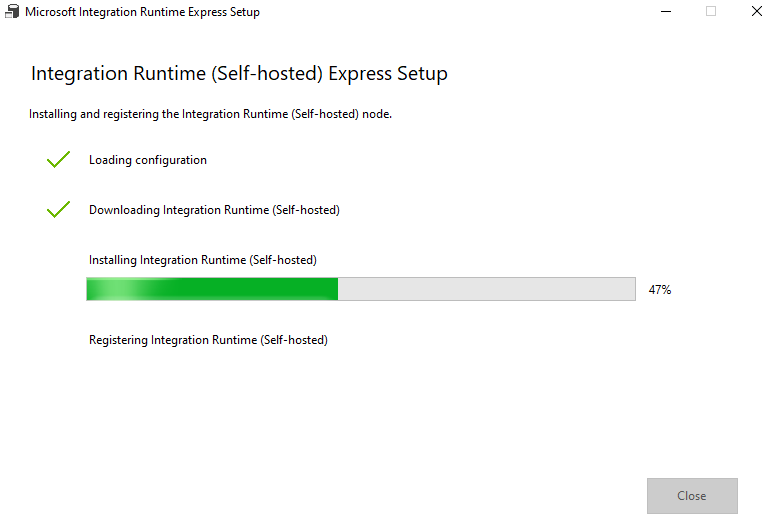 Microsoft Integration Runtime Express Setup
Integration Runtime (Self-hosted) Express Setup
Installing and registering the Integration Runtime (Self-hosted) node.
Loading configuration
Downloading Integration Runtime (Self-hosted)
Installing Integration Runtime (Self-hosted)
47%
Registering Integration Runtime (Self-hosted)
Close